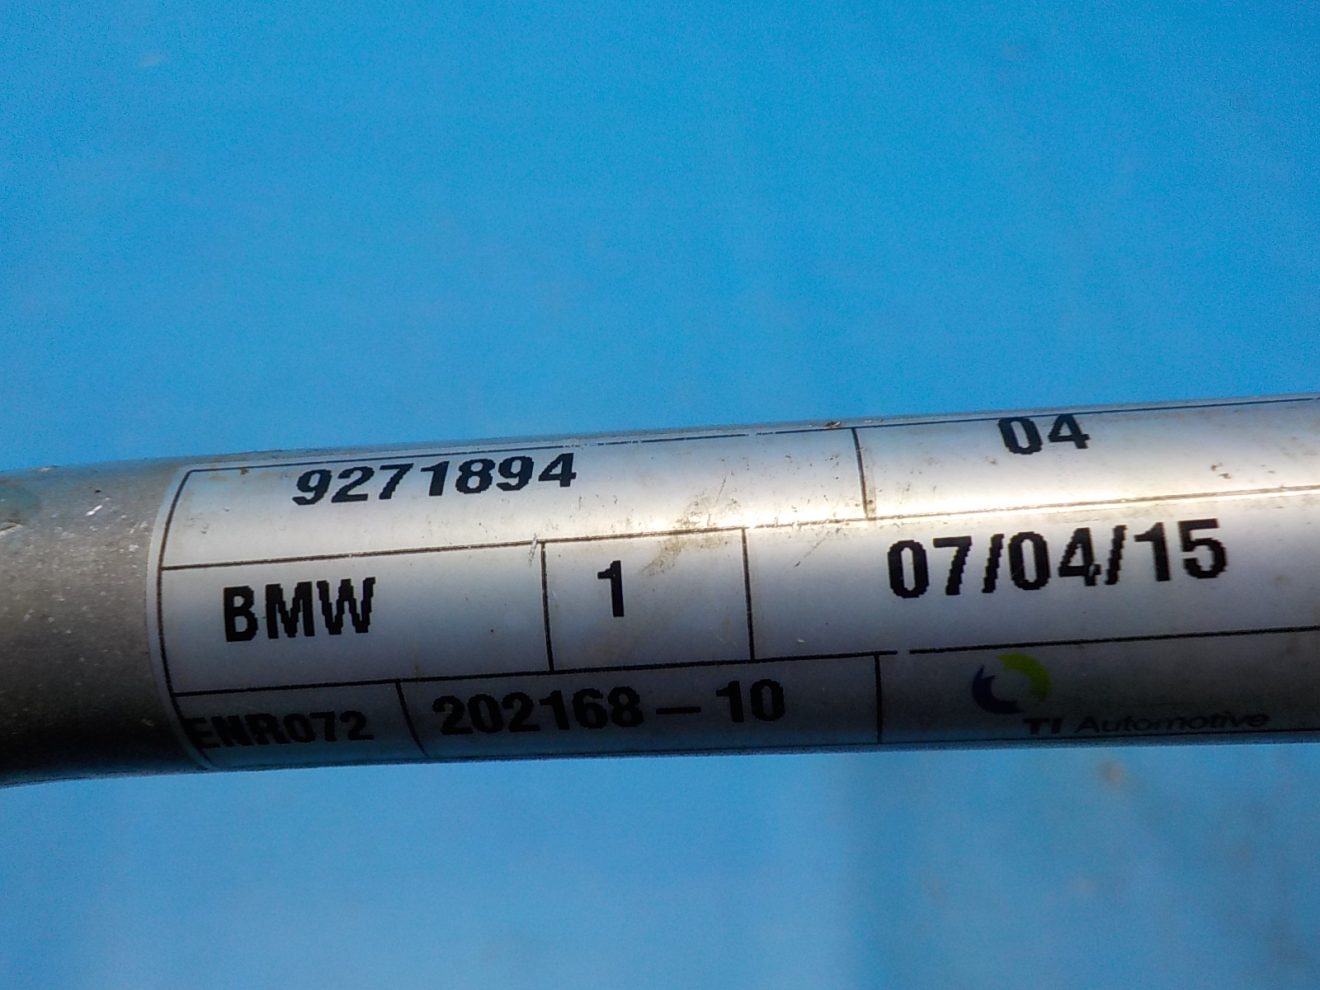 9271894 04
BMW 1 07/04/15
ENR072 202168-10 TI Automotive